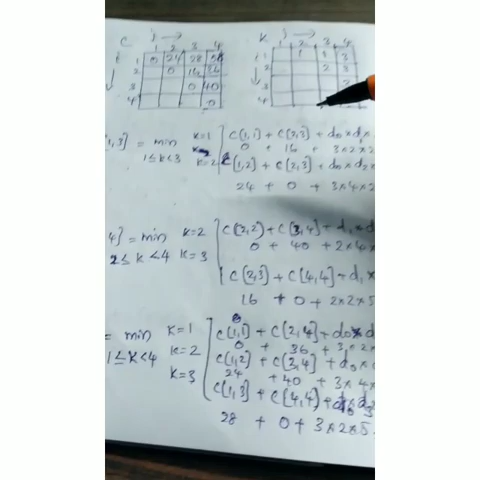 C j → K j →
1 2 3 4 1 2 3 4
i 1 0 24 28 58 i 1 1 1 3
2 0 16 36 2 2 3
3 0 40 3
4 0 4
[1,3] = min K=1 C(1,1) + C(2,3) + d0 x d1 x
1≤K<3 0 + 16 + 3x2x2
K=2 C(1,2) + C(2,3) + d0 x d2 x
24 + 0 + 3x4x2
4] = min K=2 C(2,2) + C(3,4) + d1 x d
2≤K<4 K=3 0 + 40 + 2x4x
C(2,3) + C(4,4) + d1 x
16 + 0 + 2x2x5
= min K=1 C(1,1) + C(2,4) + d0 x d
1≤K<4 K=2 0 + 36 + 3x2x
C(1,2) + C(3,4) + d0 x d
K=3 24 + 40 + 3x4x
C(1,3) + C(4,4) + d0 x d3
28 + 0 + 3x2x5